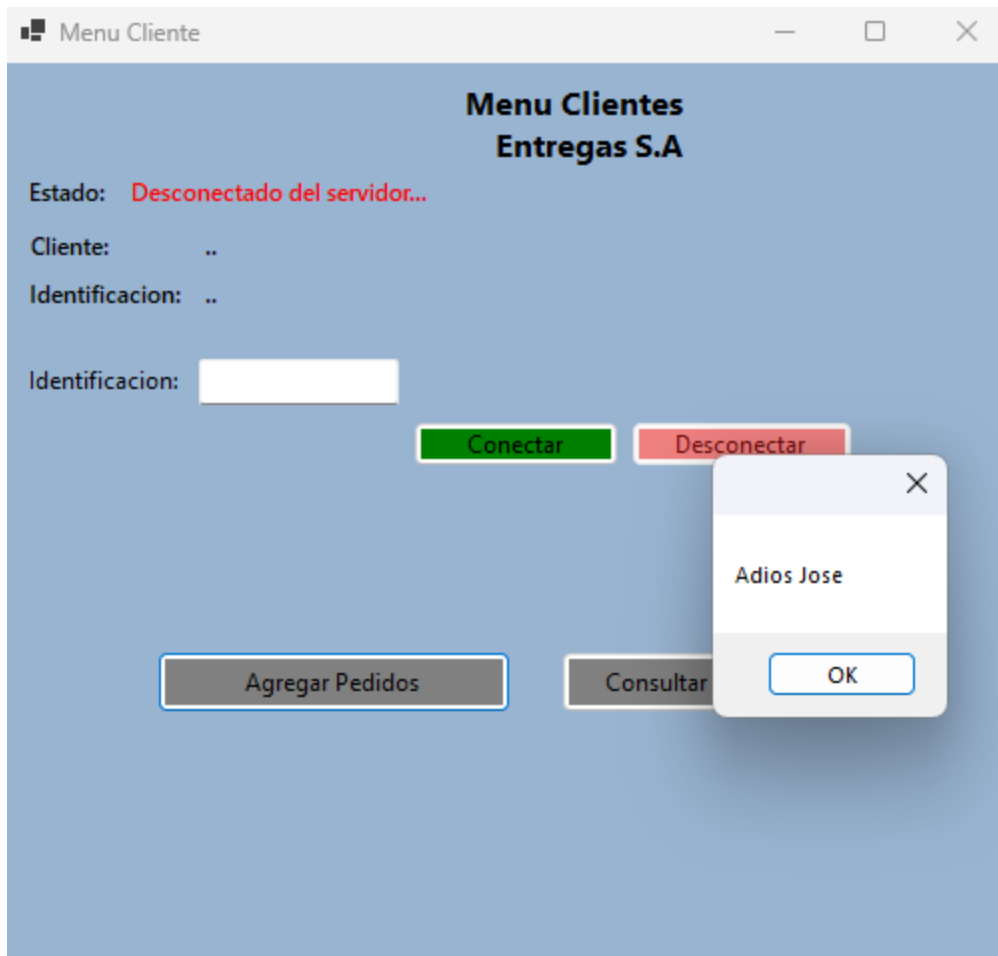 Menu Cliente
Menu Clientes
Entregas S.A
Estado: Desconectado del servidor...
Cliente: ..
Identificacion: ..
Identificacion:
Conectar Desconectar
Adios Jose
OK
Agregar Pedidos Consultar